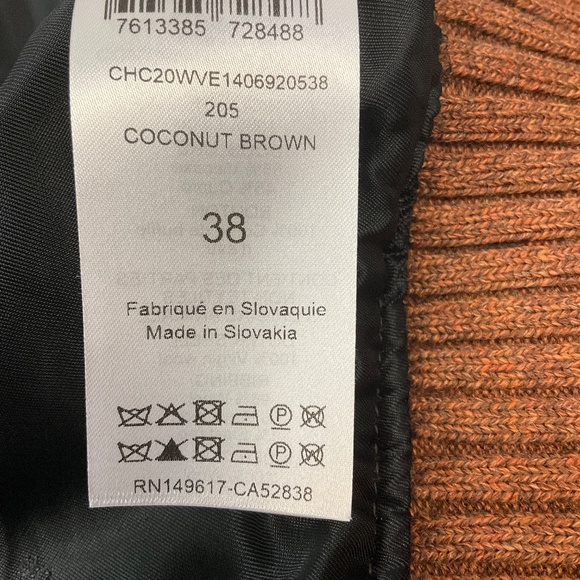 7613385 728488
CHC20WVE1406920538
205
COCONUT BROWN
38
Fabriqué en Slovaquie
Made in Slovakia
P
P
RN149617-CA52838